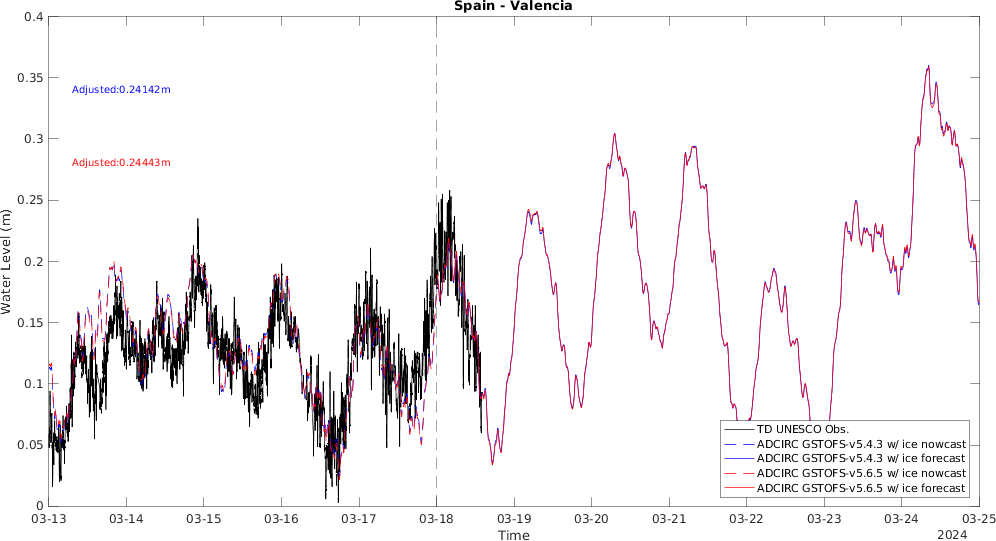 Spain - Valencia
0.4
0.35
0.3
0.25
0.2
0.15
0.1
0.05
0
Water Level (m)
Adjusted:0.24142m
Adjusted:0.24443m
TD UNESCO Obs.
ADCIRC GSTOFS-v5.4.3 w/ ice nowcast
ADCIRC GSTOFS-v5.4.3 w/ ice forecast
ADCIRC GSTOFS-v5.6.5 w/ ice nowcast
ADCIRC GSTOFS-v5.6.5 w/ ice forecast
03-13 03-14 03-15 03-16 03-17 03-18 03-19 03-20 03-21 03-22 03-23 03-24 03-25
Time
2024